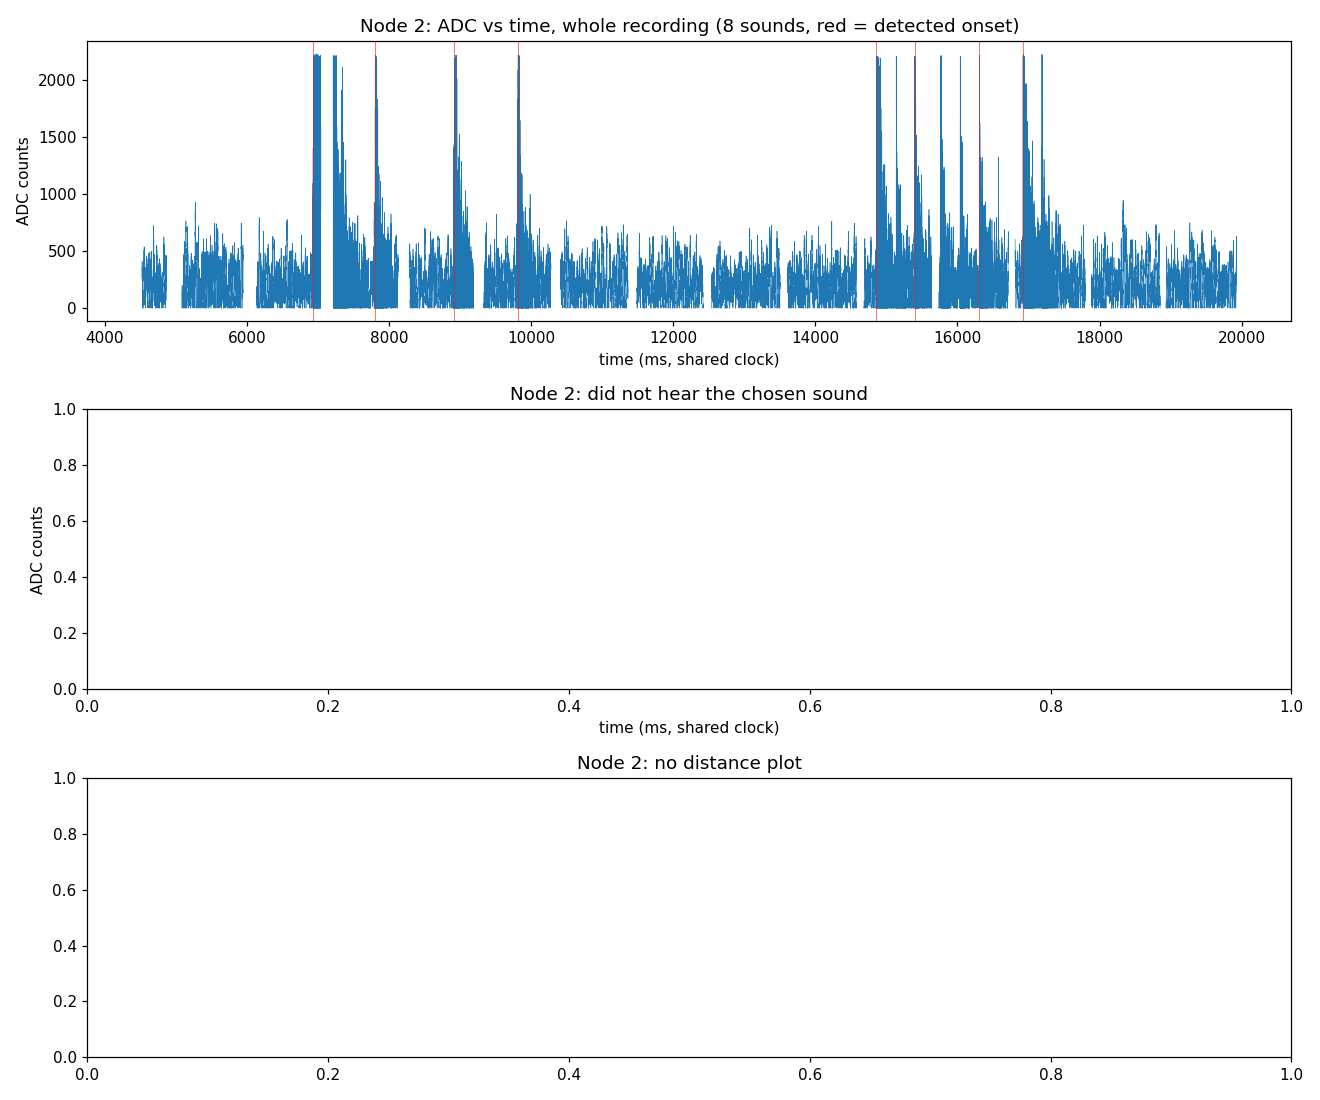 Node 2: ADC vs time, whole recording (8 sounds, red = detected onset)
ADC counts
2000
1500
1000
500
0
4000 6000 8000 10000 12000 14000 16000 18000 20000
time (ms, shared clock)
Node 2: did not hear the chosen sound
ADC counts
1.0
0.8
0.6
0.4
0.2
0.0
0.0 0.2 0.4 0.6 0.8 1.0
time (ms, shared clock)
Node 2: no distance plot
1.0
0.8
0.6
0.4
0.2
0.0
0.0 0.2 0.4 0.6 0.8 1.0